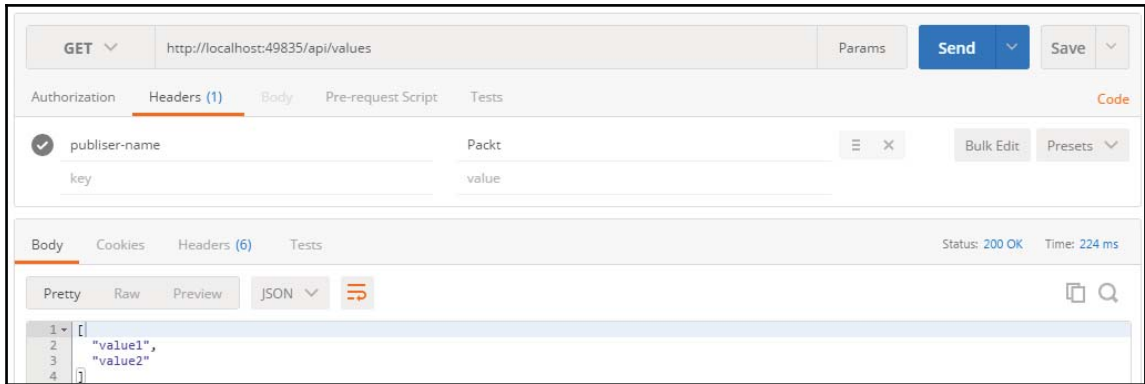 GET http://localhost:49835/api/values Params Send Save
Authorization Headers (1) Body Pre-request Script Tests Code
publiser-name Packt Bulk Edit Presets
key value
Body Cookies Headers (6) Tests Status: 200 OK Time: 224 ms
Pretty Raw Preview JSON
1 [
2 "value1",
3 "value2"
4 ]